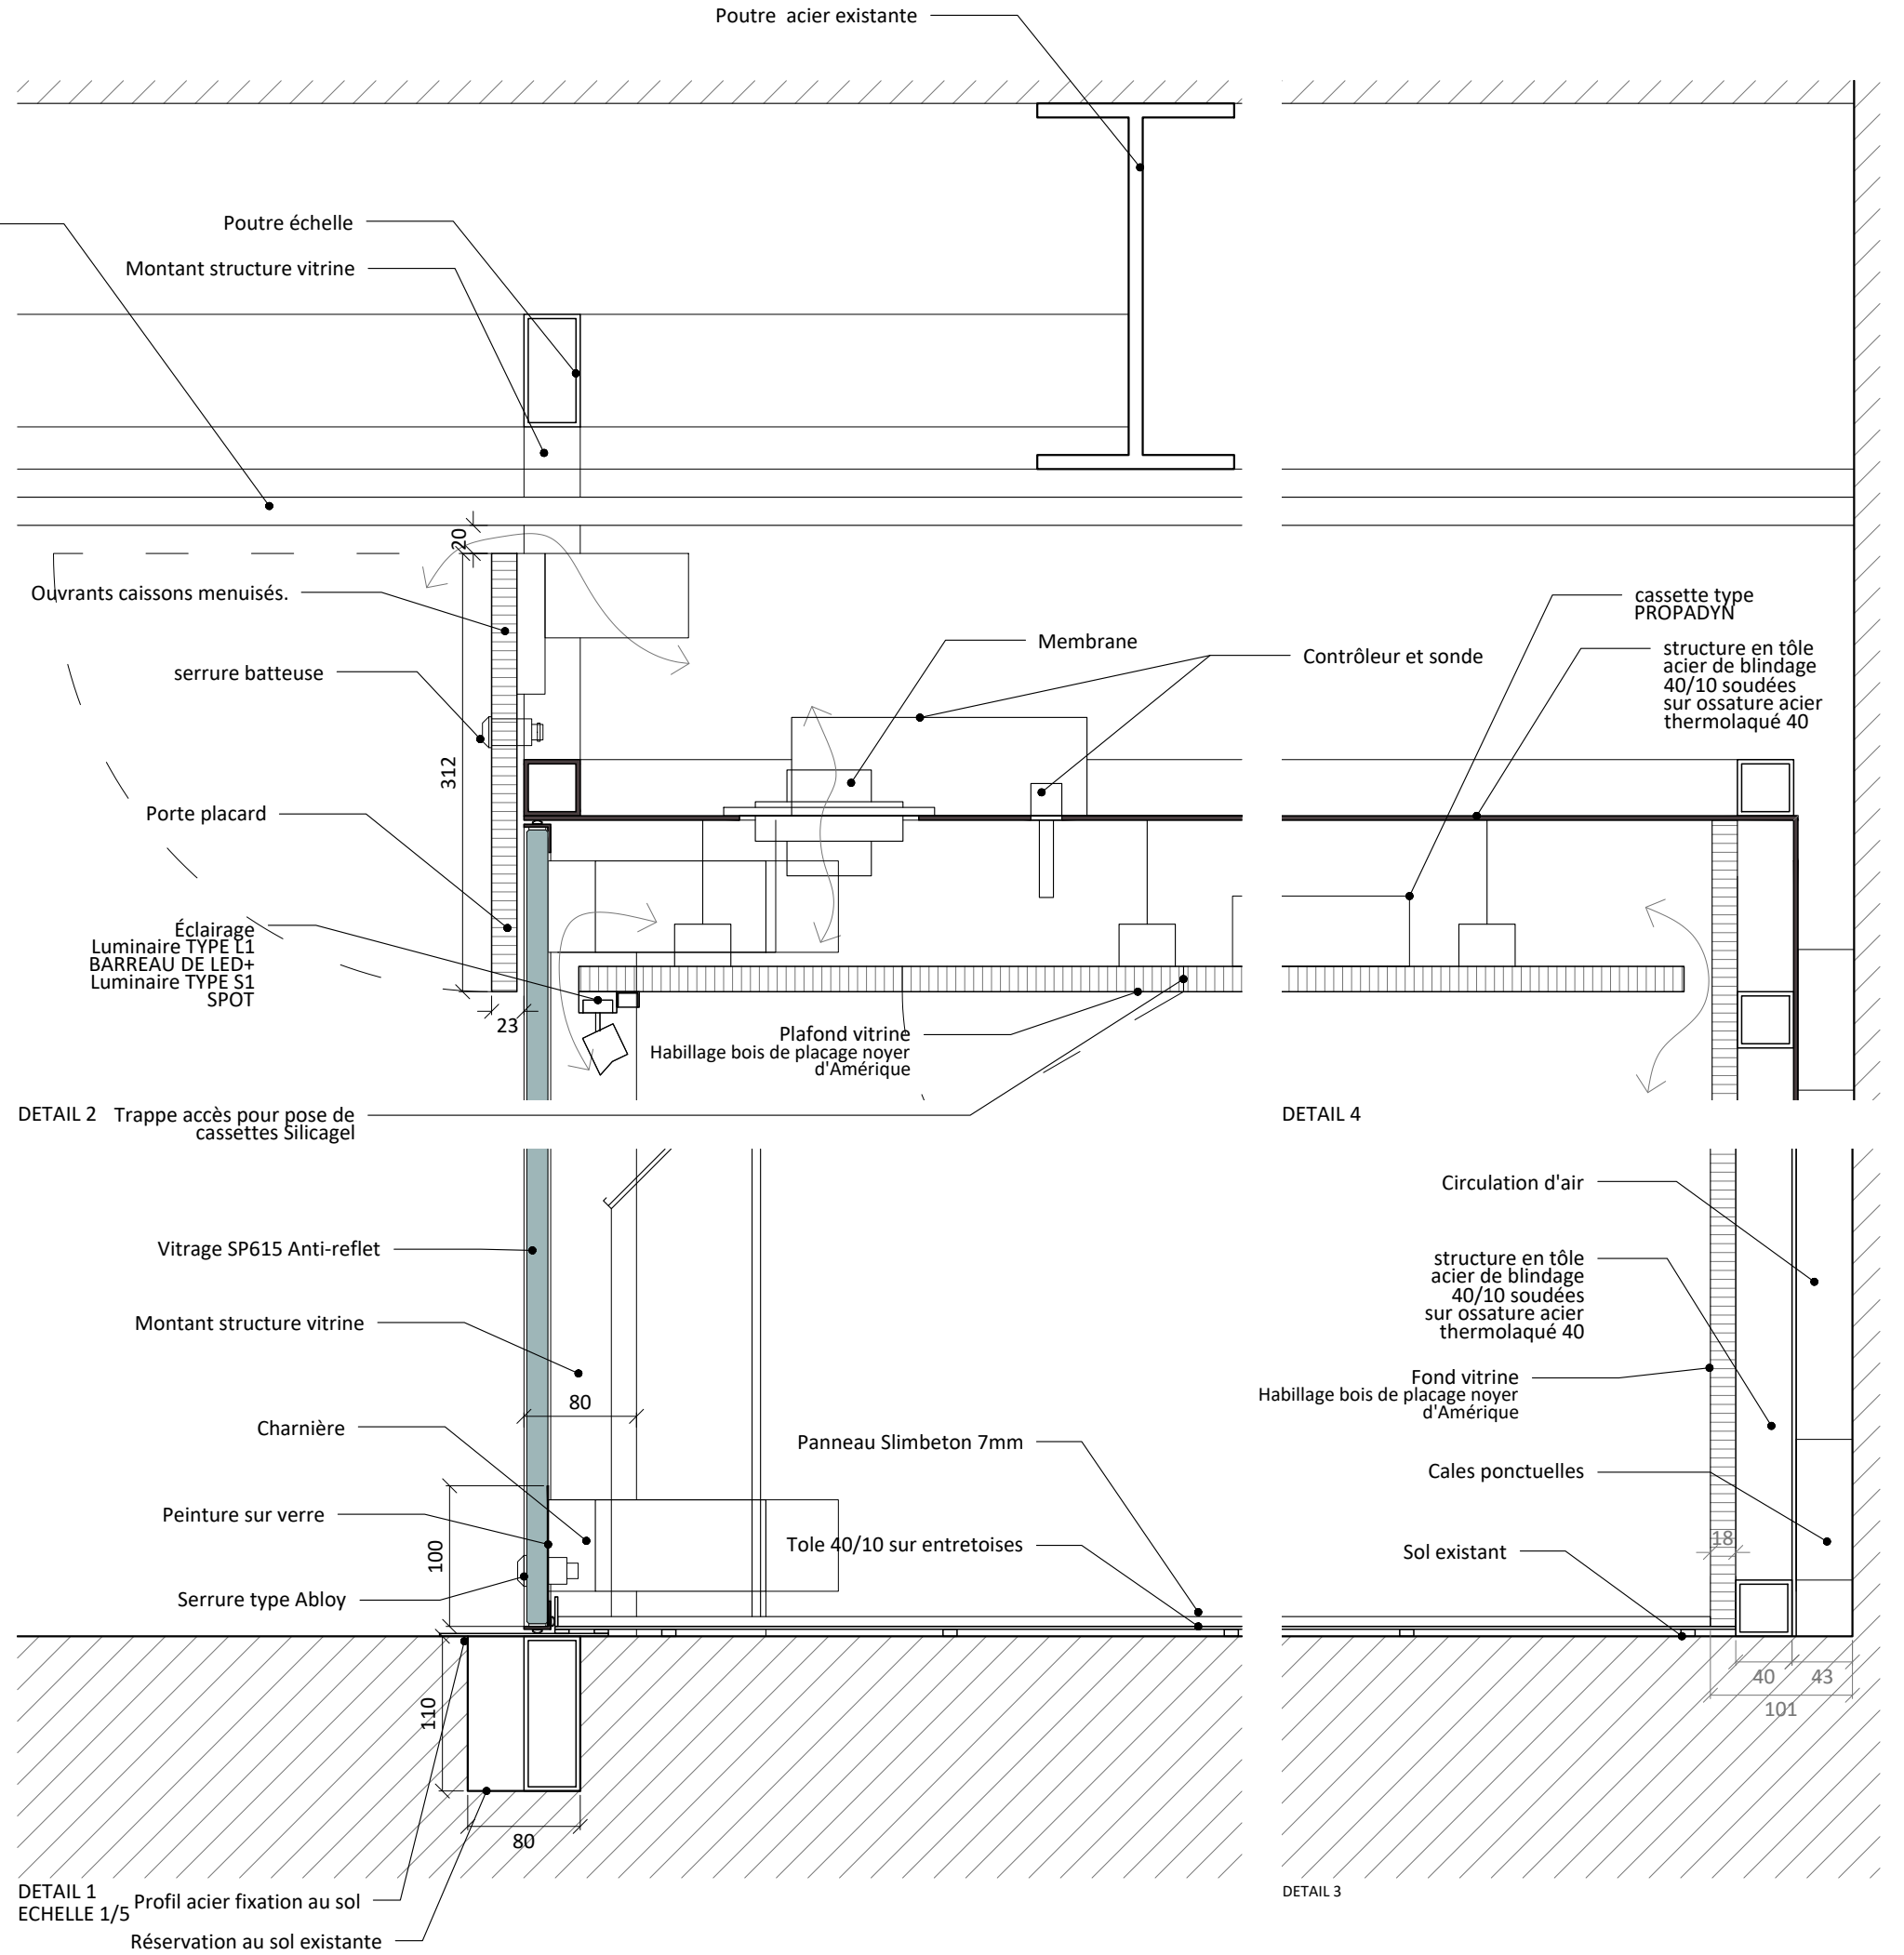 Poutre acier existante
Poutre échelle
Montant structure vitrine
20
Ouvrants caissons menuisés.
cassette type
PROPADYN
Membrane
Contrôleur et sonde
structure en tôle
acier de blindage
40/10 soudées
sur ossature acier
thermolaqué 40
serrure batteuse
312
Porte placard
Éclairage
Luminaire TYPE L1
BARREAU DE LED+
Luminaire TYPE S1
SPOT
23
Plafond vitrine
Habillage bois de placage noyer
d'Amérique
DETAIL 2
Trappe accès pour pose de
cassettes Silicagel
DETAIL 4
Circulation d'air
Vitrage SP615 Anti-reflet
structure en tôle
acier de blindage
40/10 soudées
sur ossature acier
thermolaqué 40
Montant structure vitrine
Fond vitrine
Habillage bois de placage noyer
d'Amérique
80
Charnière
Panneau Slimbeton 7mm
Cales ponctuelles
Peinture sur verre
100
Tole 40/10 sur entretoises
18
Sol existant
Serrure type Abloy
40
43
101
110
80
DETAIL 1
ECHELLE 1/5
Profil acier fixation au sol
DETAIL 3
Réservation au sol existante